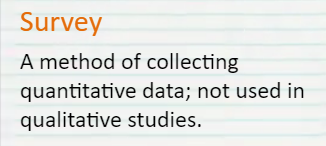 Survey
A method of collecting
quantitative data; not used in
qualitative studies.